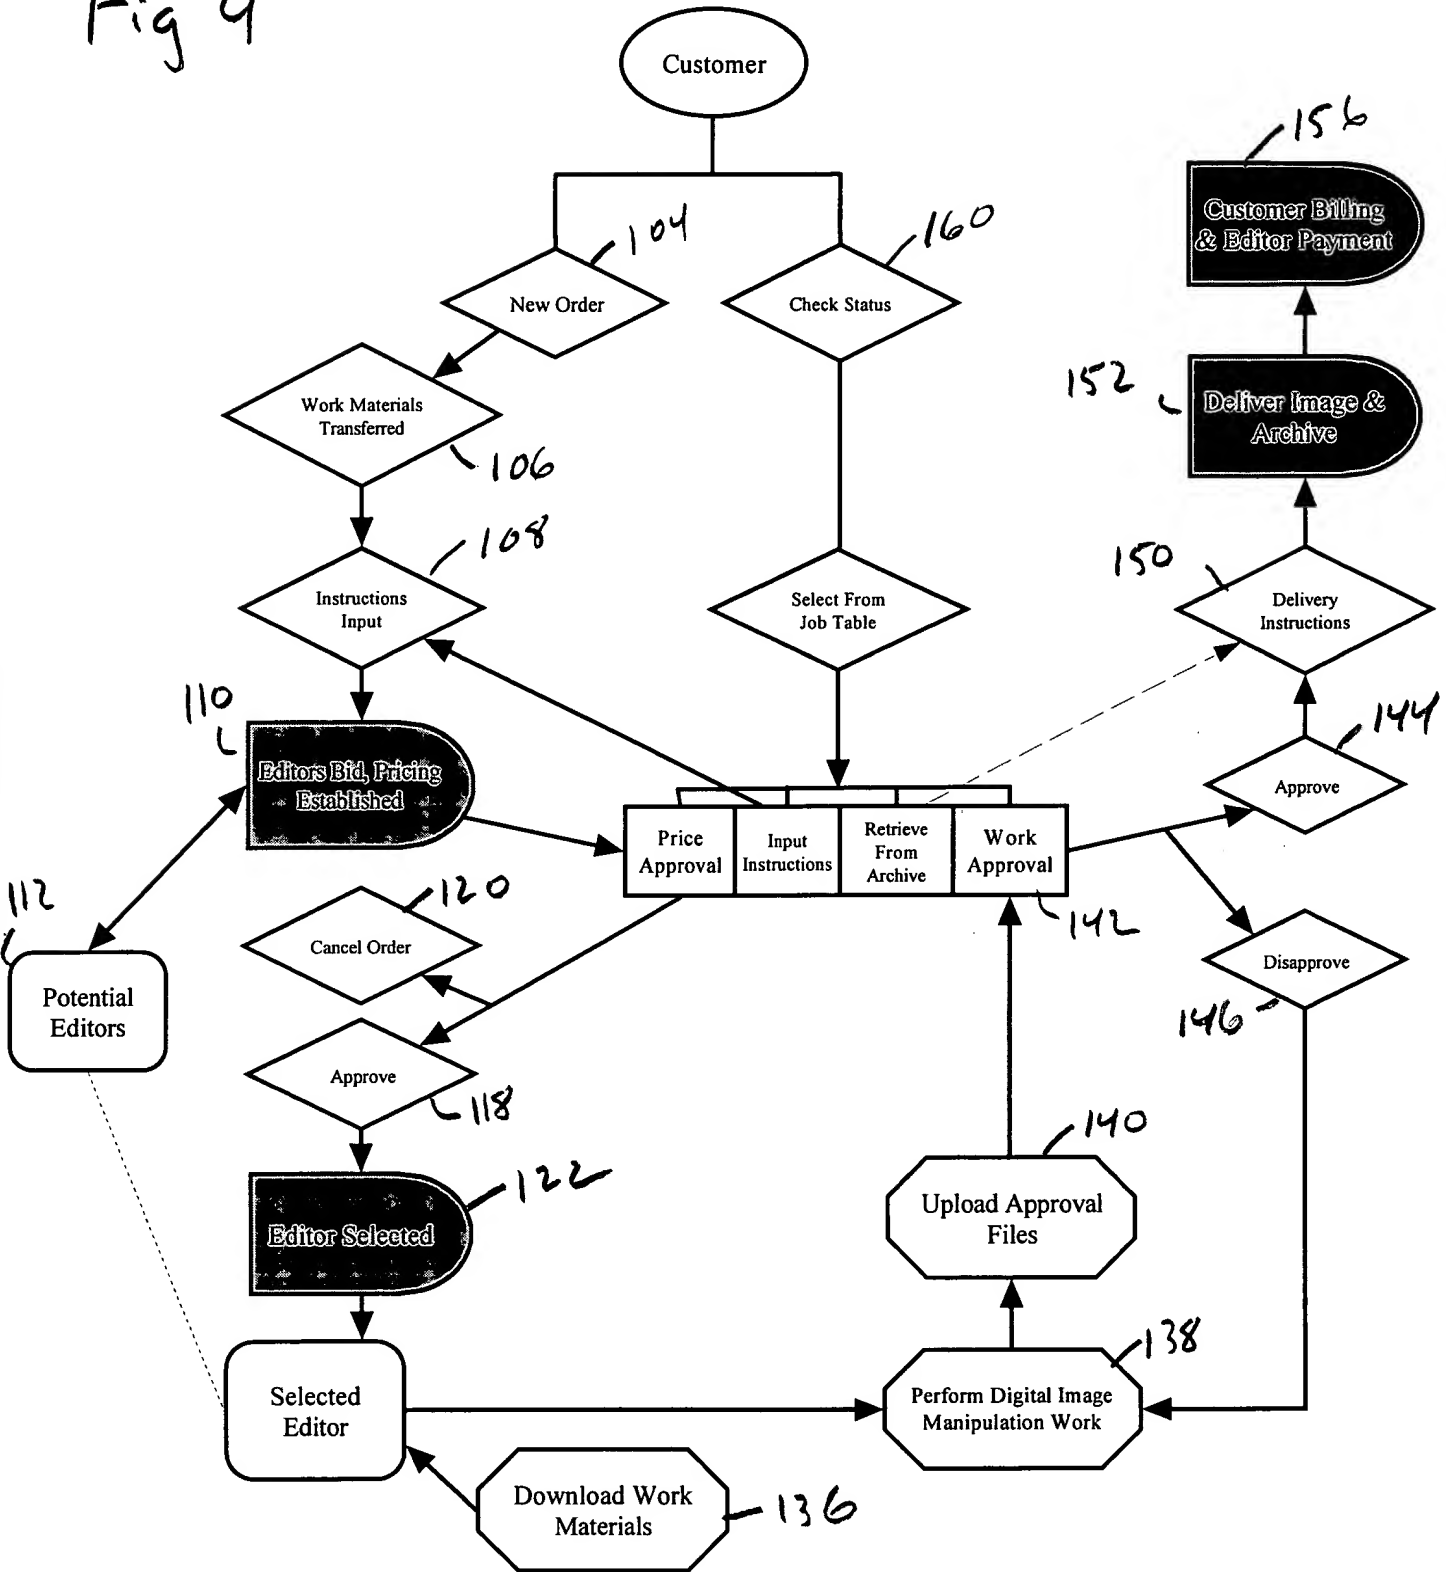 Fig 9
Customer
156
Customer Billing
& Editor Payment
104
160
New Order
Check Status
152
Deliver Image &
Archive
Work Materials
Transferred
106
108
150
Instructions
Input
Select From
Job Table
Delivery
Instructions
110
144
Editors Bid, Pricing
Established
Approve
Price
Approval
Input
Instructions
Retrieve
From
Archive
Work
Approval
112
120
142
Cancel Order
Disapprove
146
Potential
Editors
Approve
118
140
122
Upload Approval
Files
Editor Selected
138
Selected
Editor
Perform Digital Image
Manipulation Work
Download Work
Materials
136